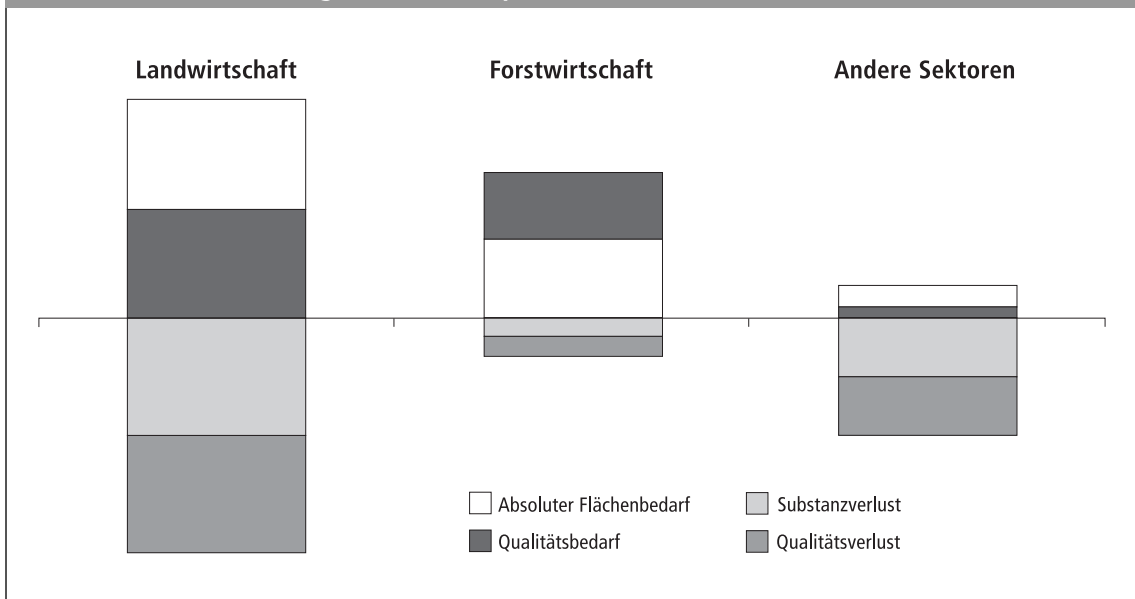 Landwirtschaft
Forstwirtschaft
Andere Sektoren
Absoluter Flächenbedarf
Substanzverlust
Qualitätsbedarf
Qualitätsverlust